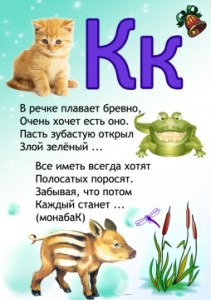 Кк
В речке плавает бревно,
Очень хочет есть оно.
Пасть зубастую открыл
Злой зелёный ...
Все иметь всегда хотят
Полосатых поросят.
Забывая, что потом
Каждый станет ...
(монабаК)